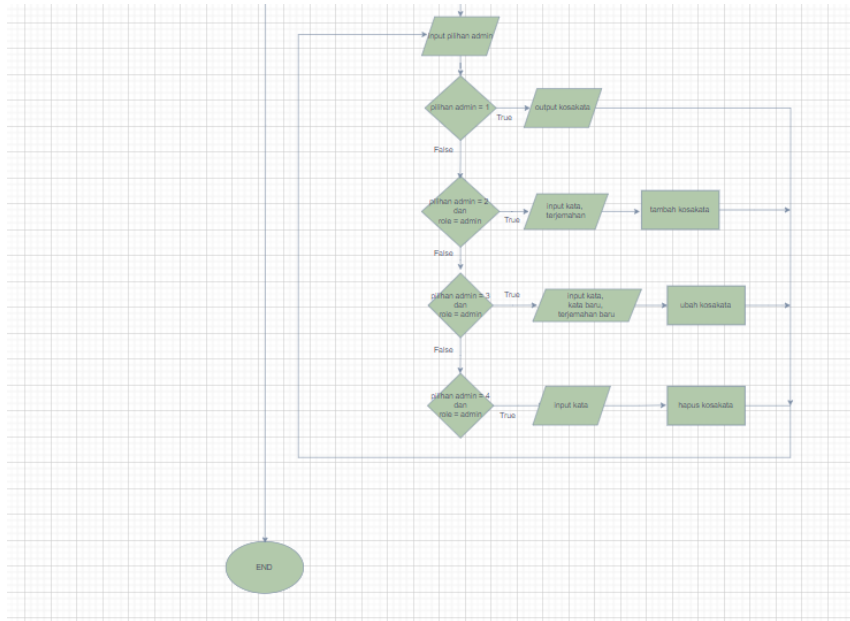 input pilihan admin
pilihan admin = 1
True
output kosakata
False
pilihan admin = 2
dan
role = admin
True
input kata,
terjemahan
tambah kosakata
False
pilihan admin = 3
dan
role = admin
True
input kata,
kata baru,
terjemahan baru
ubah kosakata
False
pilihan admin = 4
dan
role = admin
True
input kata
hapus kosakata
END